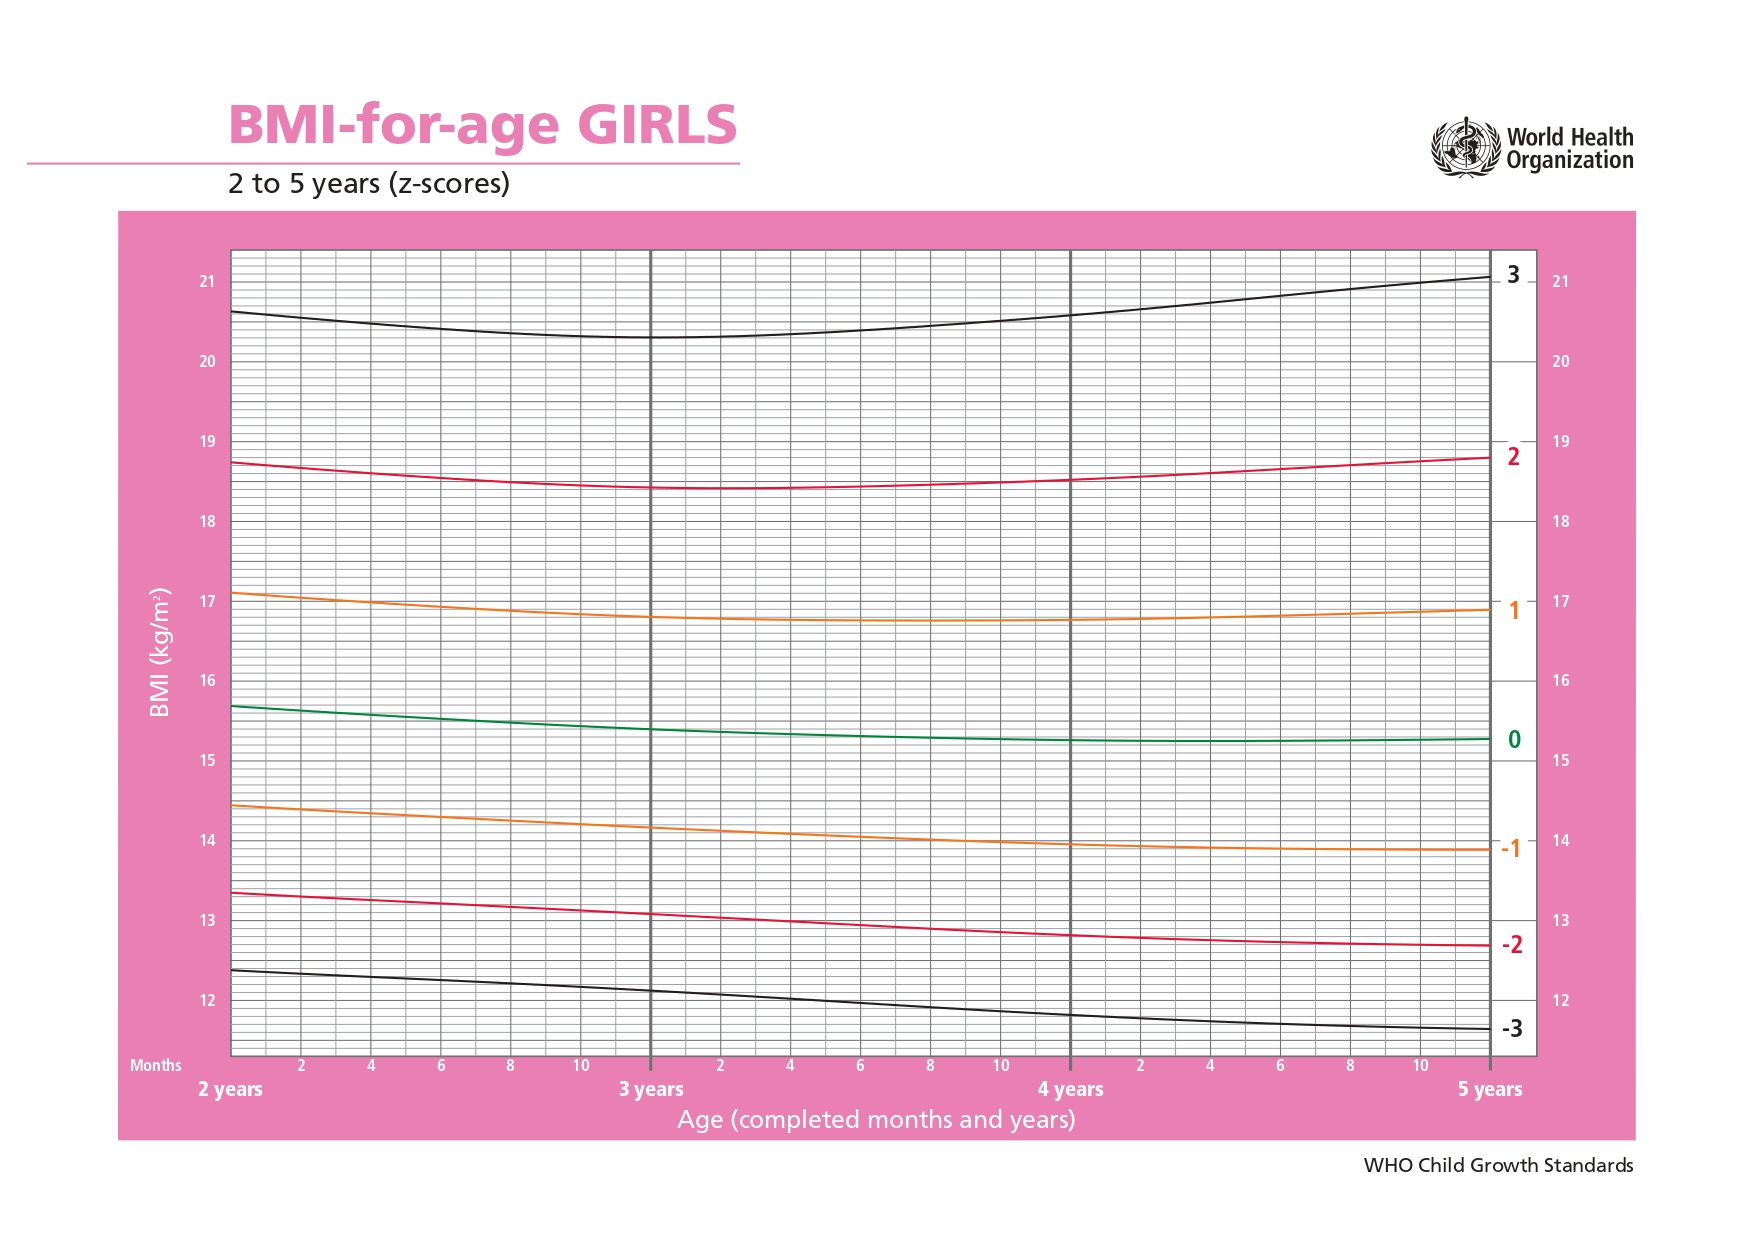 BMI-for-age GIRLS
2 to 5 years (z-scores)
World Health
Organization
3
21 21
20 20
19 19
2
18 18
17 17
1
BMI (kg/m²)
16 16
0
15 15
14 14
-1
13 13
-2
12 12
-3
Months 2 4 6 8 10 2 4 6 8 10 2 4 6 8 10
2 years 3 years 4 years 5 years
Age (completed months and years)
WHO Child Growth Standards